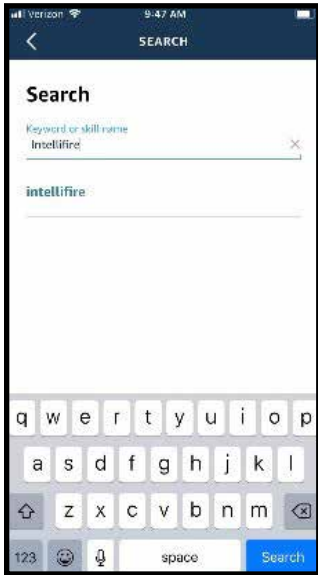 Verizon 9:47 AM
SEARCH
Search
Keyword or skill name
Intellifire
intellifire
q w e r t y u i o p
a s d f g h j k l
z x c v b n m
123 space Search